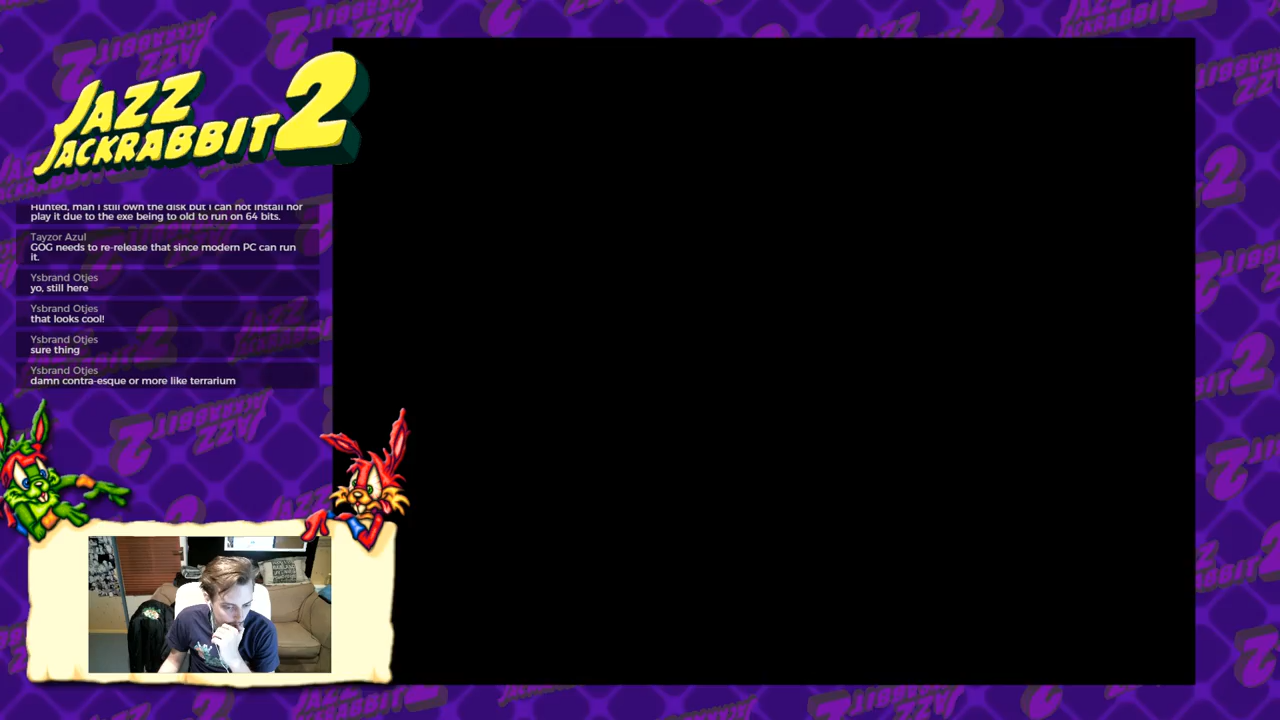 JAZZ
JACKRABBIT 2
Hunted, man I still own the disk but I can not install nor
play it due to the exe being to old to run on 64 bits.
Tayzor Azul
GOG needs to re-release that since modern PC can run
it.
Ysbrand Otjes
yo, still here
Ysbrand Otjes
that looks cool!
Ysbrand Otjes
sure thing
Ysbrand Otjes
damn contra-esque or more like terrarium